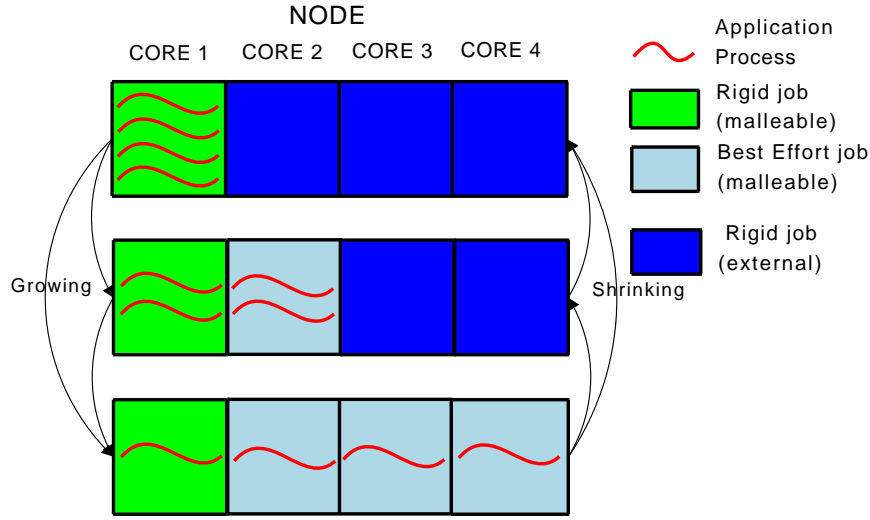 NODE
CORE 1 CORE 2 CORE 3 CORE 4
Application
Process
Rigid job
(malleable)
Best Effort job
(malleable)
Rigid job
(external)
Growing
Shrinking